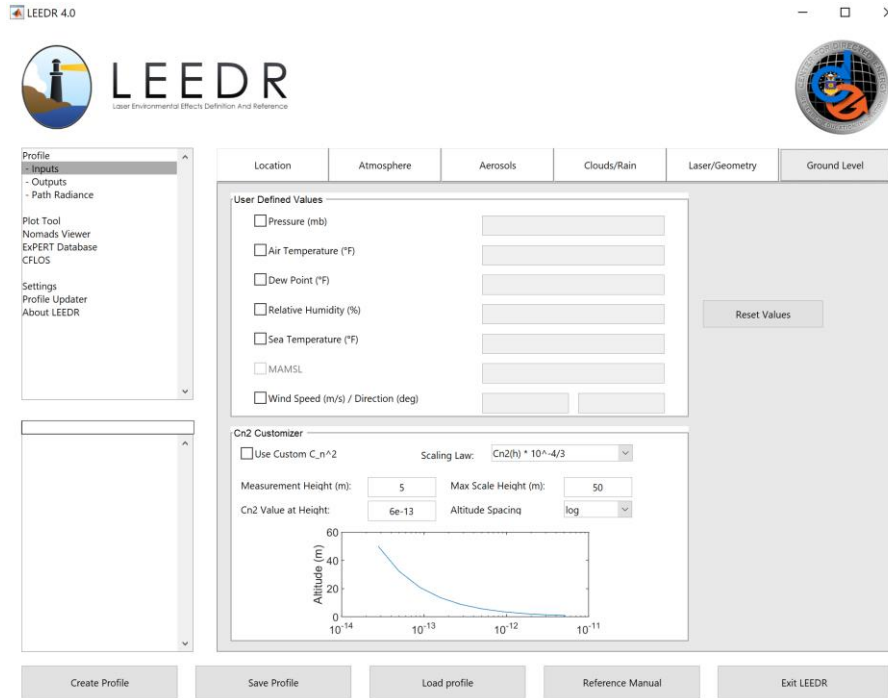 LEEDR 4.0
LEEDR
Laser Environmental Effects Definition And Reference
Profile
- Inputs
- Outputs
- Path Radiance
Plot Tool
Nomads Viewer
ExPERT Database
CFLOS
Settings
Profile Updater
About LEEDR
Location Atmosphere Aerosols Clouds/Rain Laser/Geometry Ground Level
User Defined Values
Pressure (mb)
Air Temperature (°F)
Dew Point (°F)
Relative Humidity (%)
Sea Temperature (°F)
MAMSL
Wind Speed (m/s) / Direction (deg)
Reset Values
Cn2 Customizer
Use Custom C_n^2 Scaling Law: Cn2(h) * 10^-4/3
Measurement Height (m): 5 Max Scale Height (m): 50
Cn2 Value at Height: 6e-13 Altitude Spacing log
Altitude (m)
60
40
20
0
10^-14 10^-13 10^-12 10^-11
Create Profile Save Profile Load profile Reference Manual Exit LEEDR